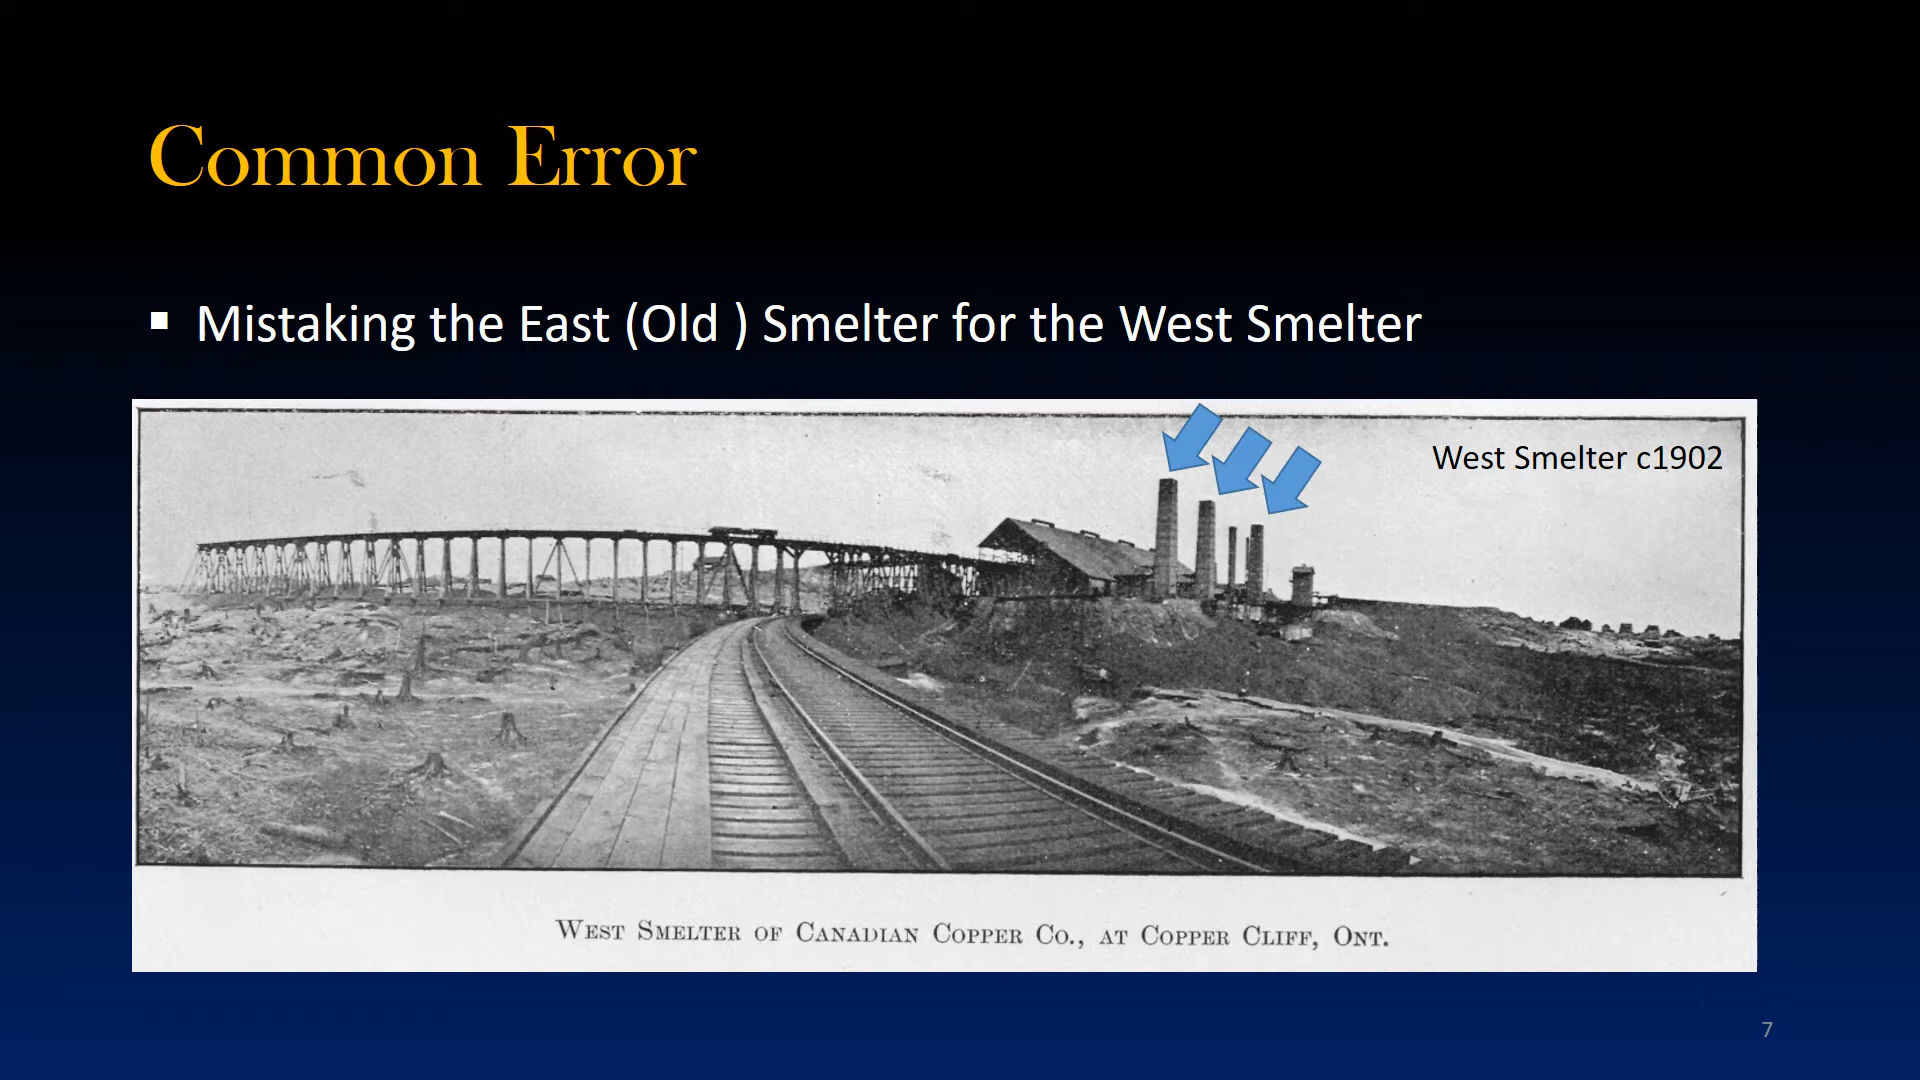 Common Error
▪ Mistaking the East (Old ) Smelter for the West Smelter
West Smelter c1902
West Smelter of Canadian Copper Co., at Copper Cliff, Ont.
7